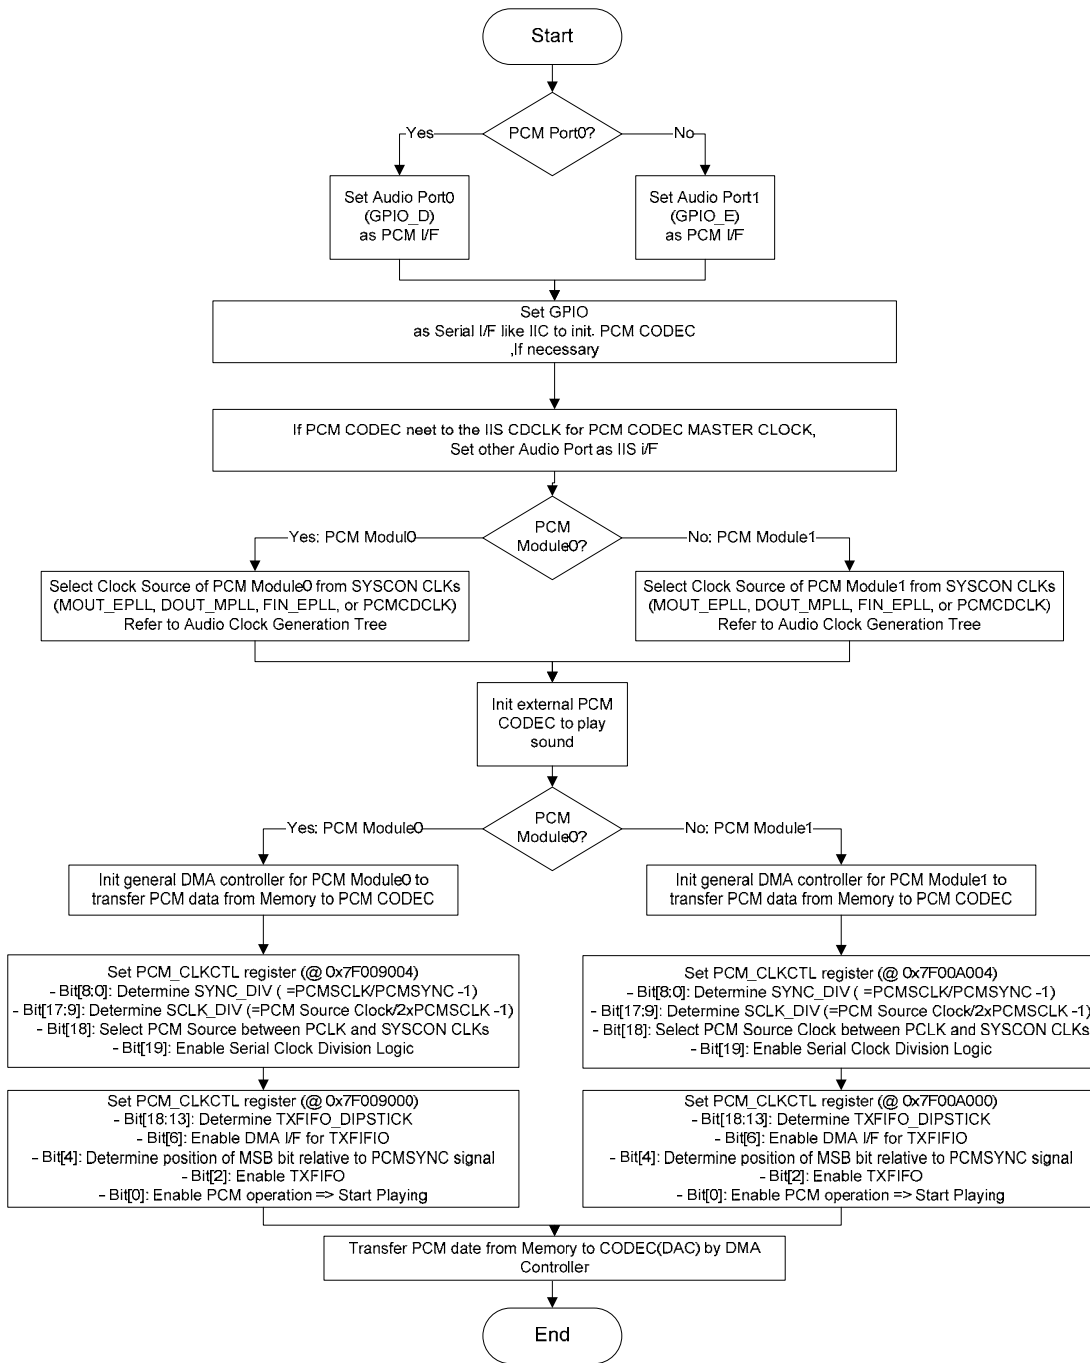 Start
PCM Port0?
Yes
No
Set Audio Port0
(GPIO_D)
as PCM I/F
Set Audio Port1
(GPIO_E)
as PCM I/F
Set GPIO
as Serial I/F like IIC to init. PCM CODEC
,If necessary
If PCM CODEC neet to the IIS CDCLK for PCM CODEC MASTER CLOCK,
Set other Audio Port as IIS i/F
PCM
Module0?
Yes: PCM Modul0
No: PCM Module1
Select Clock Source of PCM Module0 from SYSCON CLKs
(MOUT_EPLL, DOUT_MPLL, FIN_EPLL, or PCMCDCLK)
Refer to Audio Clock Generation Tree
Select Clock Source of PCM Module1 from SYSCON CLKs
(MOUT_EPLL, DOUT_MPLL, FIN_EPLL, or PCMCDCLK)
Refer to Audio Clock Generation Tree
Init external PCM
CODEC to play
sound
PCM
Module0?
Yes: PCM Module0
No: PCM Module1
Init general DMA controller for PCM Module0 to
transfer PCM data from Memory to PCM CODEC
Init general DMA controller for PCM Module1 to
transfer PCM data from Memory to PCM CODEC
Set PCM_CLKCTL register (@ 0x7F009004)
- Bit[8:0]: Determine SYNC_DIV ( =PCMSCLK/PCMSYNC -1)
- Bit[17:9]: Determine SCLK_DIV (=PCM Source Clock/2xPCMSCLK -1)
- Bit[18]: Select PCM Source between PCLK and SYSCON CLKs
- Bit[19]: Enable Serial Clock Division Logic
Set PCM_CLKCTL register (@ 0x7F00A004)
- Bit[8:0]: Determine SYNC_DIV ( =PCMSCLK/PCMSYNC -1)
- Bit[17:9]: Determine SCLK_DIV (=PCM Source Clock/2xPCMSCLK -1)
- Bit[18]: Select PCM Source Clock between PCLK and SYSCON CLKs
- Bit[19]: Enable Serial Clock Division Logic
Set PCM_CLKCTL register (@ 0x7F009000)
- Bit[18:13]: Determine TXFIFO_DIPSTICK
- Bit[6]: Enable DMA I/F for TXFIFIO
- Bit[4]: Determine position of MSB bit relative to PCMSYNC signal
- Bit[2]: Enable TXFIFO
- Bit[0]: Enable PCM operation => Start Playing
Set PCM_CLKCTL register (@ 0x7F00A000)
- Bit[18:13]: Determine TXFIFO_DIPSTICK
- Bit[6]: Enable DMA I/F for TXFIFIO
- Bit[4]: Determine position of MSB bit relative to PCMSYNC signal
- Bit[2]: Enable TXFIFO
- Bit[0]: Enable PCM operation => Start Playing
Transfer PCM date from Memory to CODEC(DAC) by DMA
Controller
End